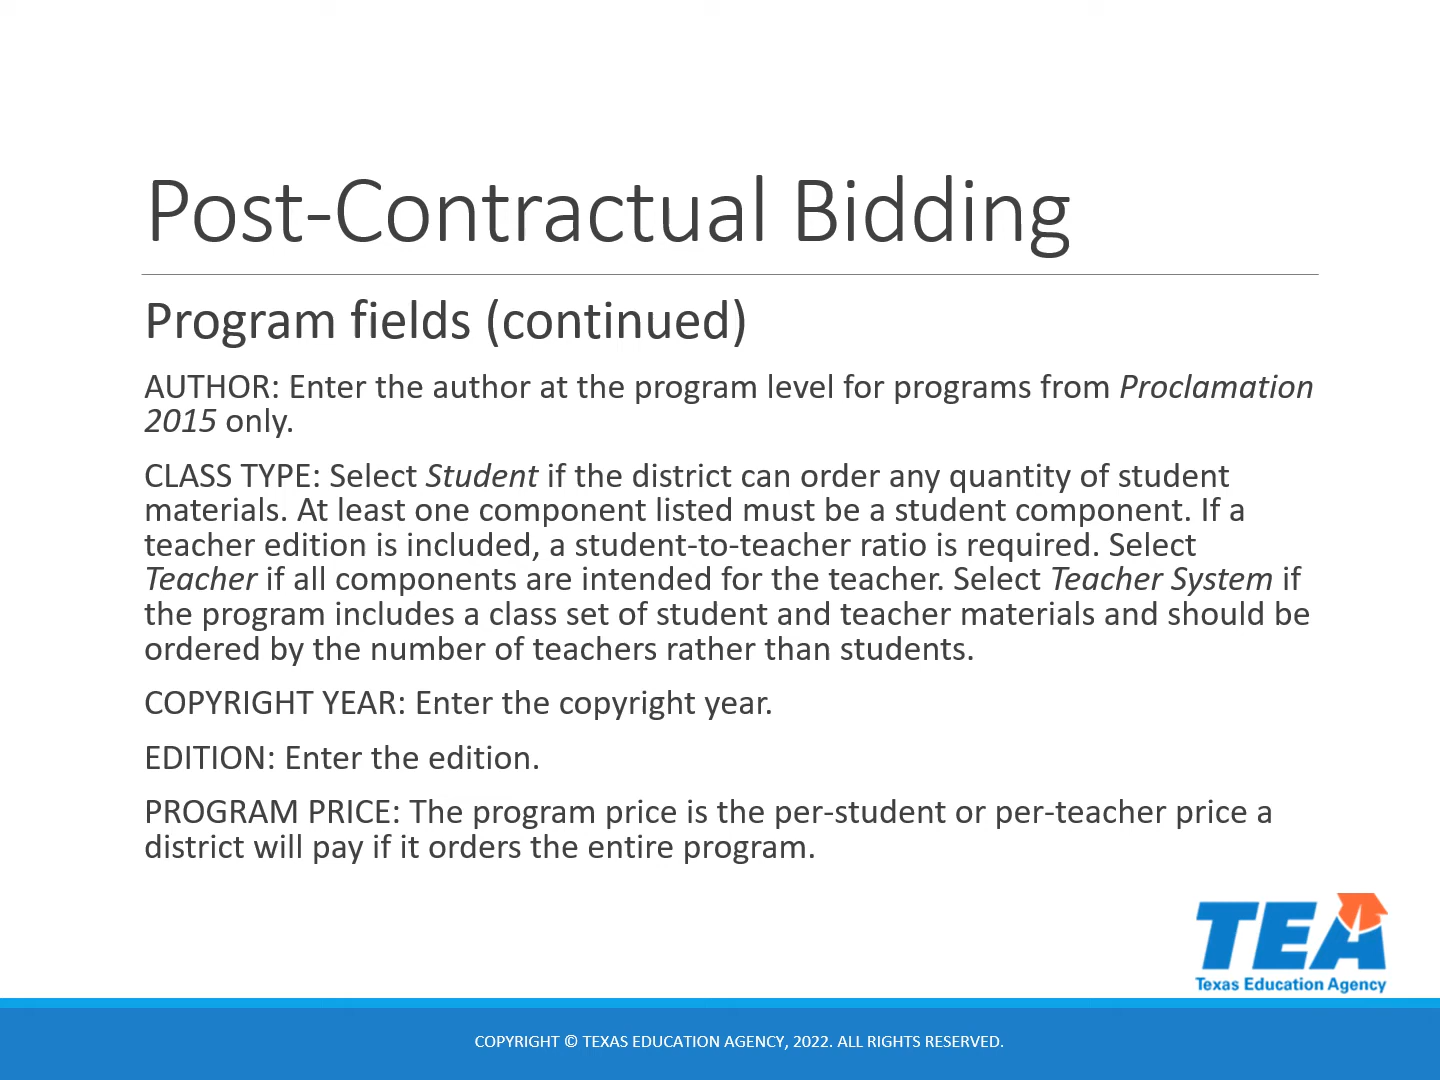 Post-Contractual Bidding
Program fields (continued)
AUTHOR: Enter the author at the program level for programs from Proclamation
2015 only.
CLASS TYPE: Select Student if the district can order any quantity of student
materials. At least one component listed must be a student component. If a
teacher edition is included, a student-to-teacher ratio is required. Select
Teacher if all components are intended for the teacher. Select Teacher System if
the program includes a class set of student and teacher materials and should be
ordered by the number of teachers rather than students.
COPYRIGHT YEAR: Enter the copyright year.
EDITION: Enter the edition.
PROGRAM PRICE: The program price is the per-student or per-teacher price a
district will pay if it orders the entire program.
TEA
Texas Education Agency
COPYRIGHT © TEXAS EDUCATION AGENCY, 2022. ALL RIGHTS RESERVED.